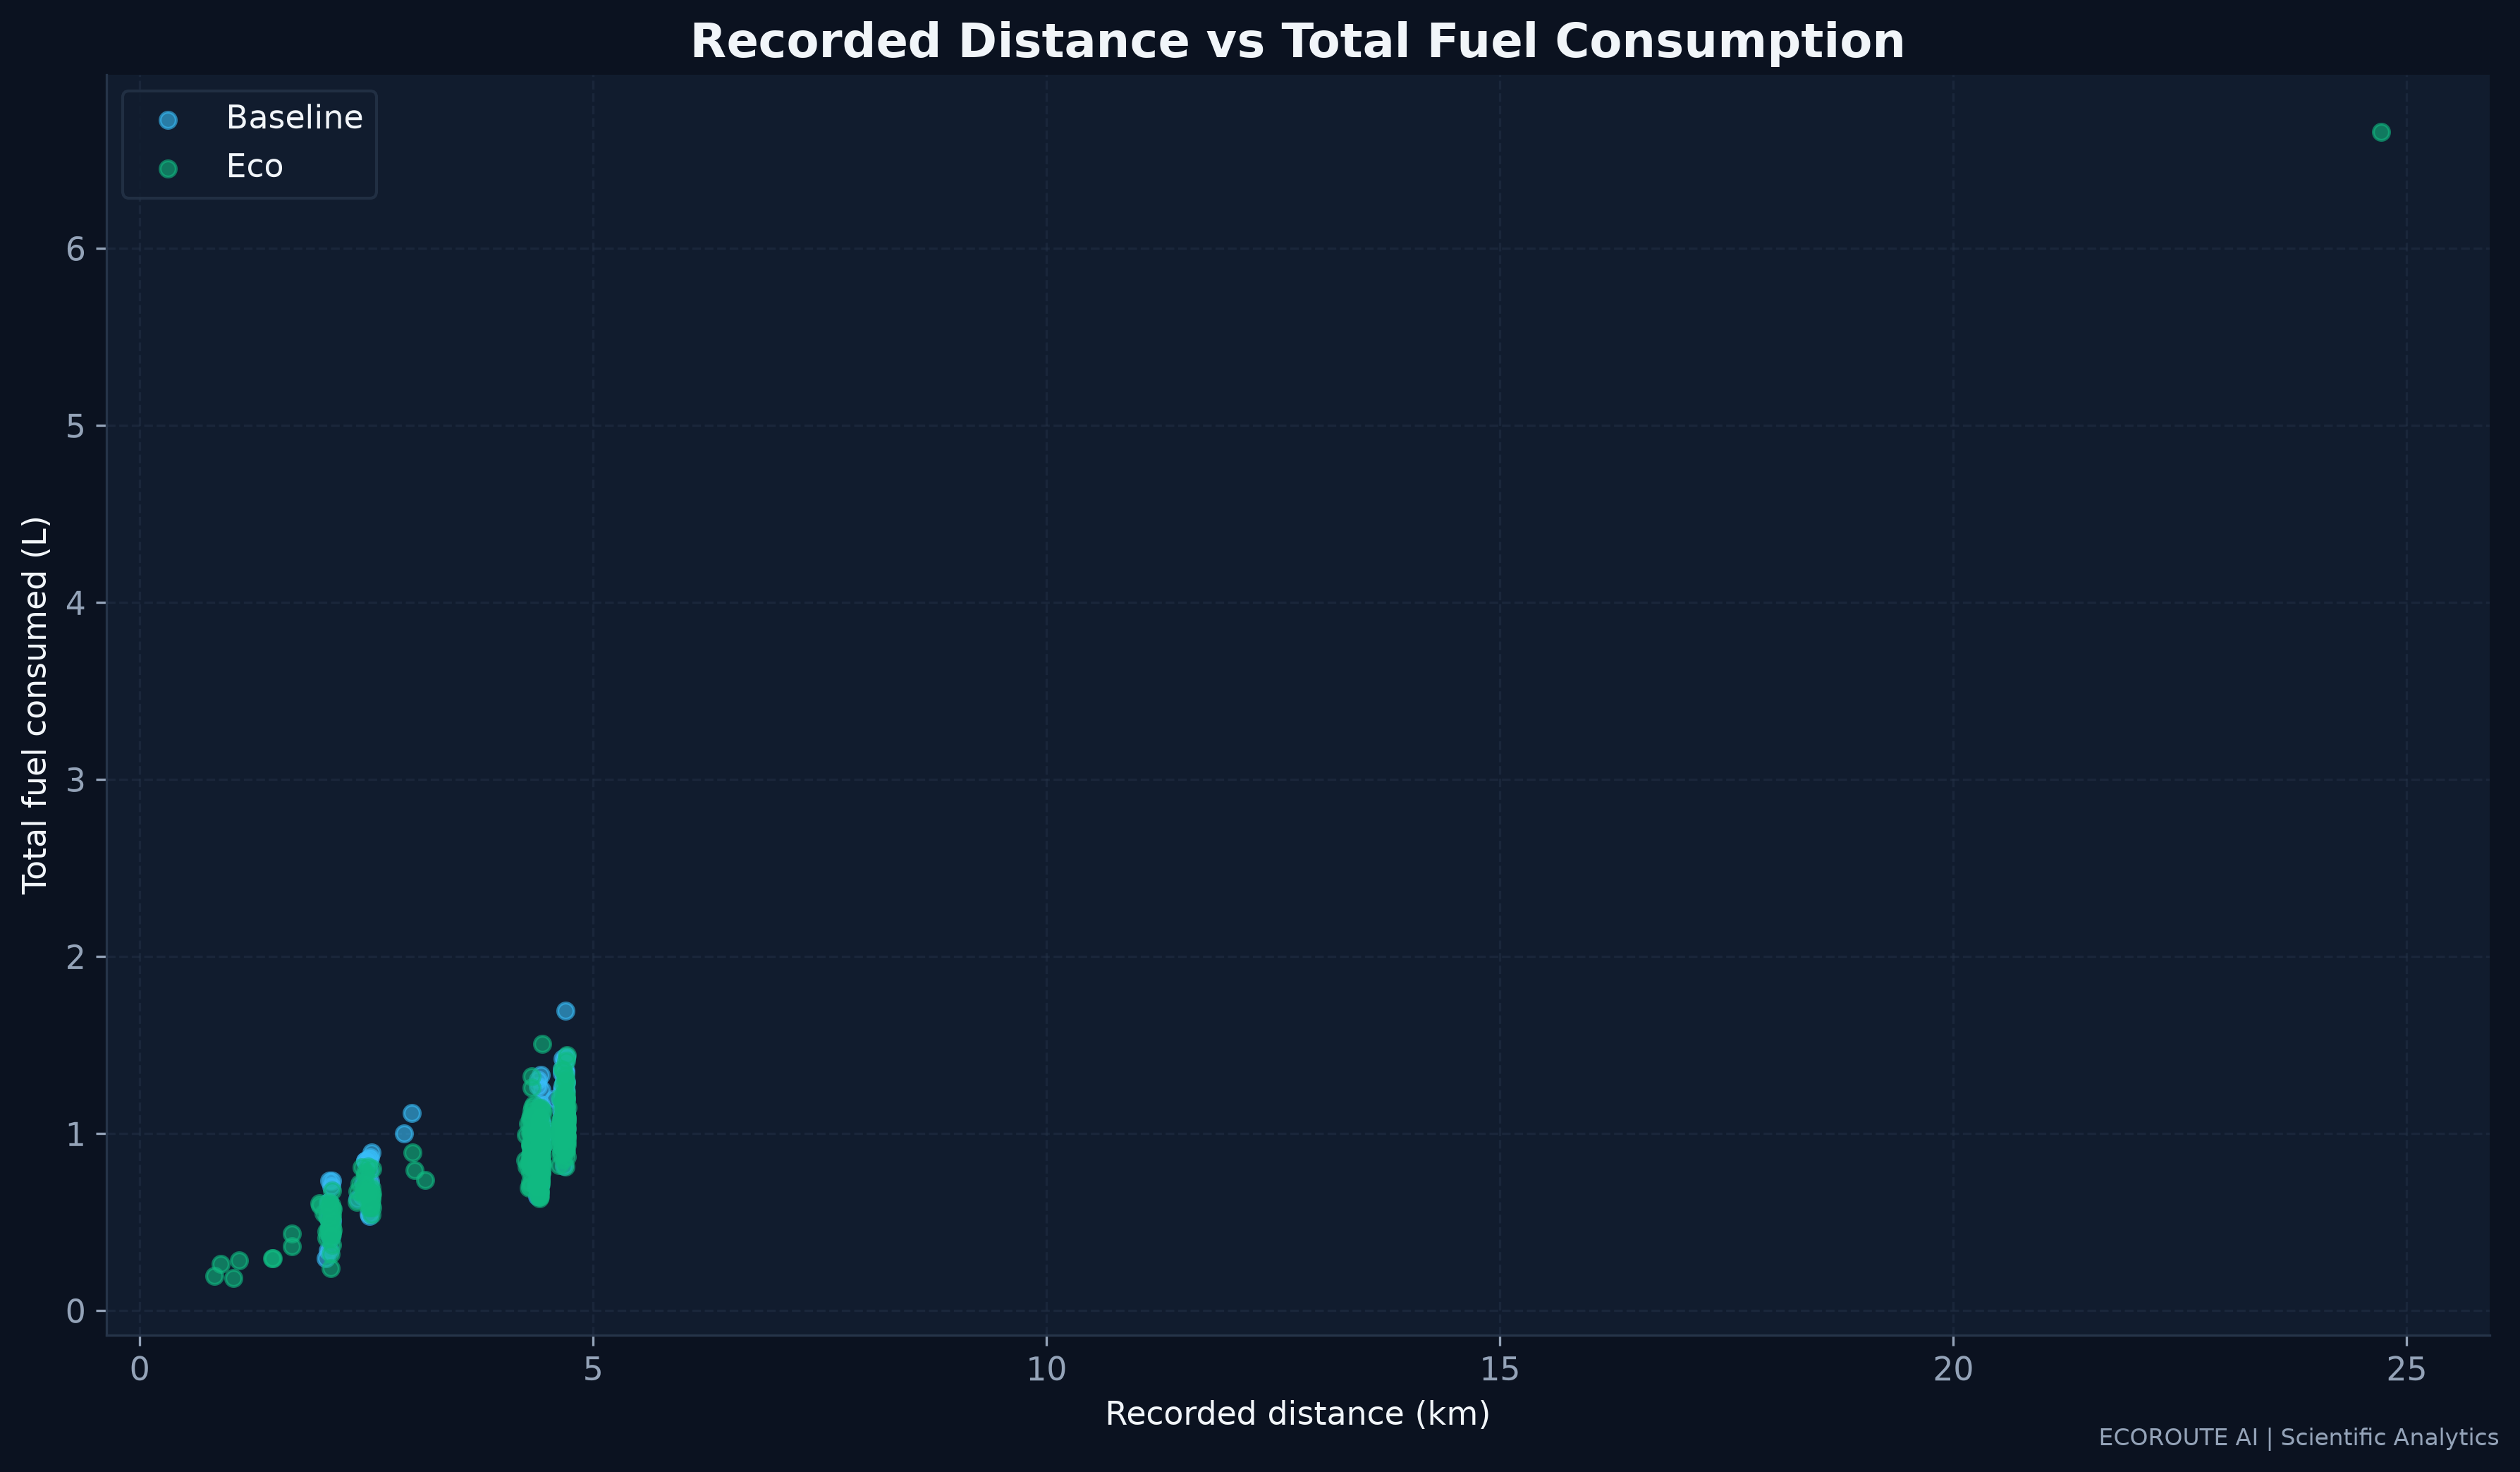 Recorded Distance vs Total Fuel Consumption
Baseline
Eco
Total fuel consumed (L)
6
5
4
3
2
1
0
0 5 10 15 20 25
Recorded distance (km)
ECOROUTE AI | Scientific Analytics